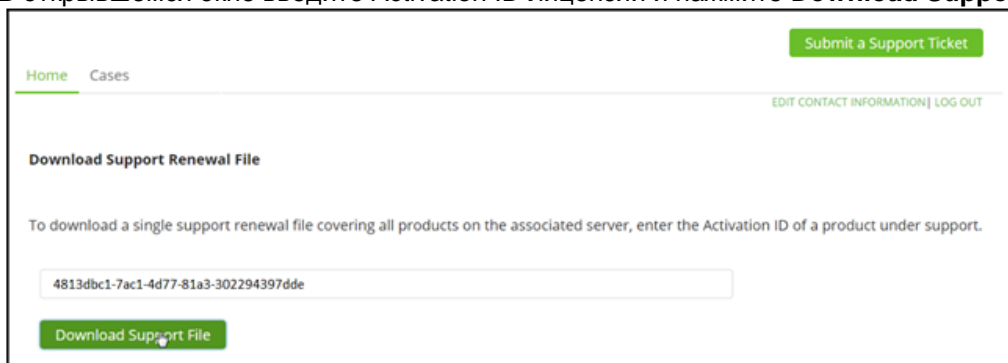 Submit a Support Ticket
Home Cases
EDIT CONTACT INFORMATION| LOG OUT
Download Support Renewal File
To download a single support renewal file covering all products on the associated server, enter the Activation ID of a product under support.
4813dbc1-7ac1-4d77-81a3-302294397dde
Download Support File